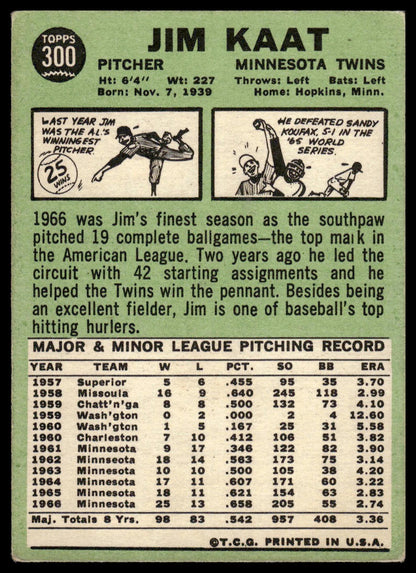 TOPPS
300
JIM KAAT
PITCHER MINNESOTA TWINS
Ht: 6'4" Wt: 227 Throws: Left Bats: Left
Born: Nov. 7, 1939 Home: Hopkins, Minn.
LAST YEAR JIM
WAS THE A.L'S
WINNINGEST
PITCHER.
25
WINS
HE DEFEATED SANDY
KOUFAX, 5-1 IN THE
'65 WORLD
SERIES.
1966 was Jim's finest season as the southpaw
pitched 19 complete ballgames—the top mark in
the American League. Two years ago he led the
circuit with 42 starting assignments and he
helped the Twins win the pennant. Besides being
an excellent fielder, Jim is one of baseball's top
hitting hurlers.
MAJOR & MINOR LEAGUE PITCHING RECORD
YEAR TEAM W L PCT. SO BB ERA
1957 Superior 5 6 .455 95 35 3.70
1958 Missoula 16 9 .640 245 118 2.99
1959 Chatt'n'ga 8 8 .500 132 73 4.10
1959 Wash'gton 0 2 .000 2 4 12.60
1960 Wash'gton 1 5 .167 25 31 5.58
1960 Charleston 7 10 .412 106 51 3.82
1961 Minnesota 9 17 .346 122 82 3.90
1962 Minnesota 18 14 .563 173 75 3.14
1963 Minnesota 10 10 .500 105 38 4.20
1964 Minnesota 17 11 .607 171 60 3.22
1965 Minnesota 18 11 .621 154 63 2.83
1966 Minnesota 25 13 .658 205 55 2.74
Maj. Totals 8 Yrs. 98 83 .542 957 408 3.36
©T.C.G. PRINTED IN U.S.A.